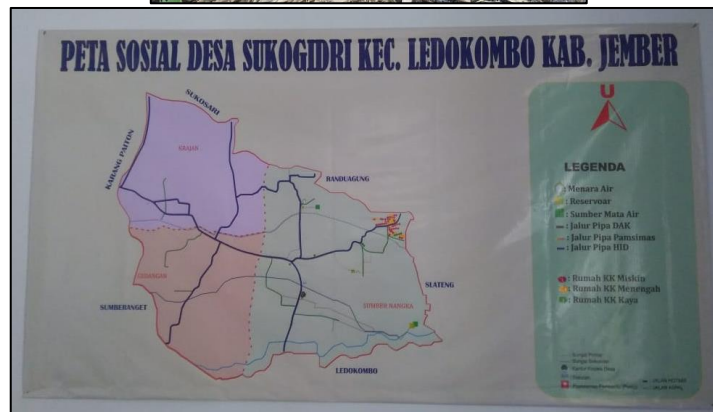 PETA SOSIAL DESA SUKOGIDRI KEC. LEDOKOMBO KAB. JEMBER
U
SUKOSARI
KARANG PAITON
KRAJAN
RANDUAGUNG
SLATENG
SUMBER NANGKA
SUMBERANGET
LEDOKOMBO
LEGENDA
: Menara Air
: Reservoar
: Sumber Mata Air
: Jalur Pipa DAK
: Jalur Pipa Pamsimas
: Jalur Pipa HID
: Rumah KK Miskin
: Rumah KK Menengah
: Rumah KK Kaya